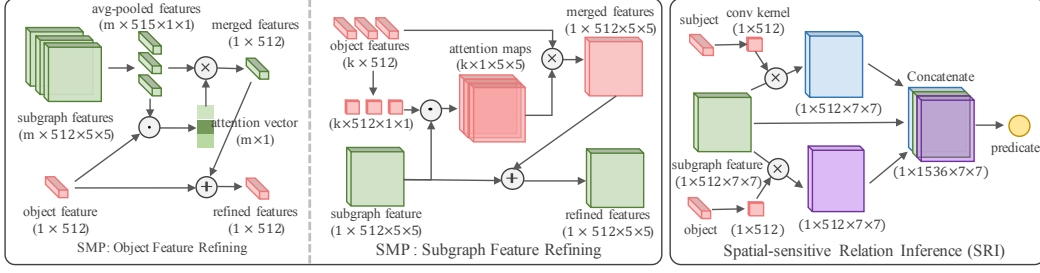 avg-pooled features
(m × 515×1×1)
merged features
(1 × 512)
subgraph features
(m × 512×5×5)
attention vector
(m×1)
object feature
(1 × 512)
refined features
(1 × 512)
SMP: Object Feature Refining
object features
(k × 512)
attention maps
(k×1×5×5)
merged features
(1 × 512×5×5)
(k×512×1×1)
subgraph feature
(1 × 512×5×5)
refined features
(1 × 512×5×5)
SMP : Subgraph Feature Refining
subject
conv kernel
(1×512)
(1×512×7×7)
Concatenate
subgraph feature
(1×512×7×7)
(1×1536×7×7)
predicate
object
(1×512)
(1×512×7×7)
Spatial-sensitive Relation Inference (SRI)